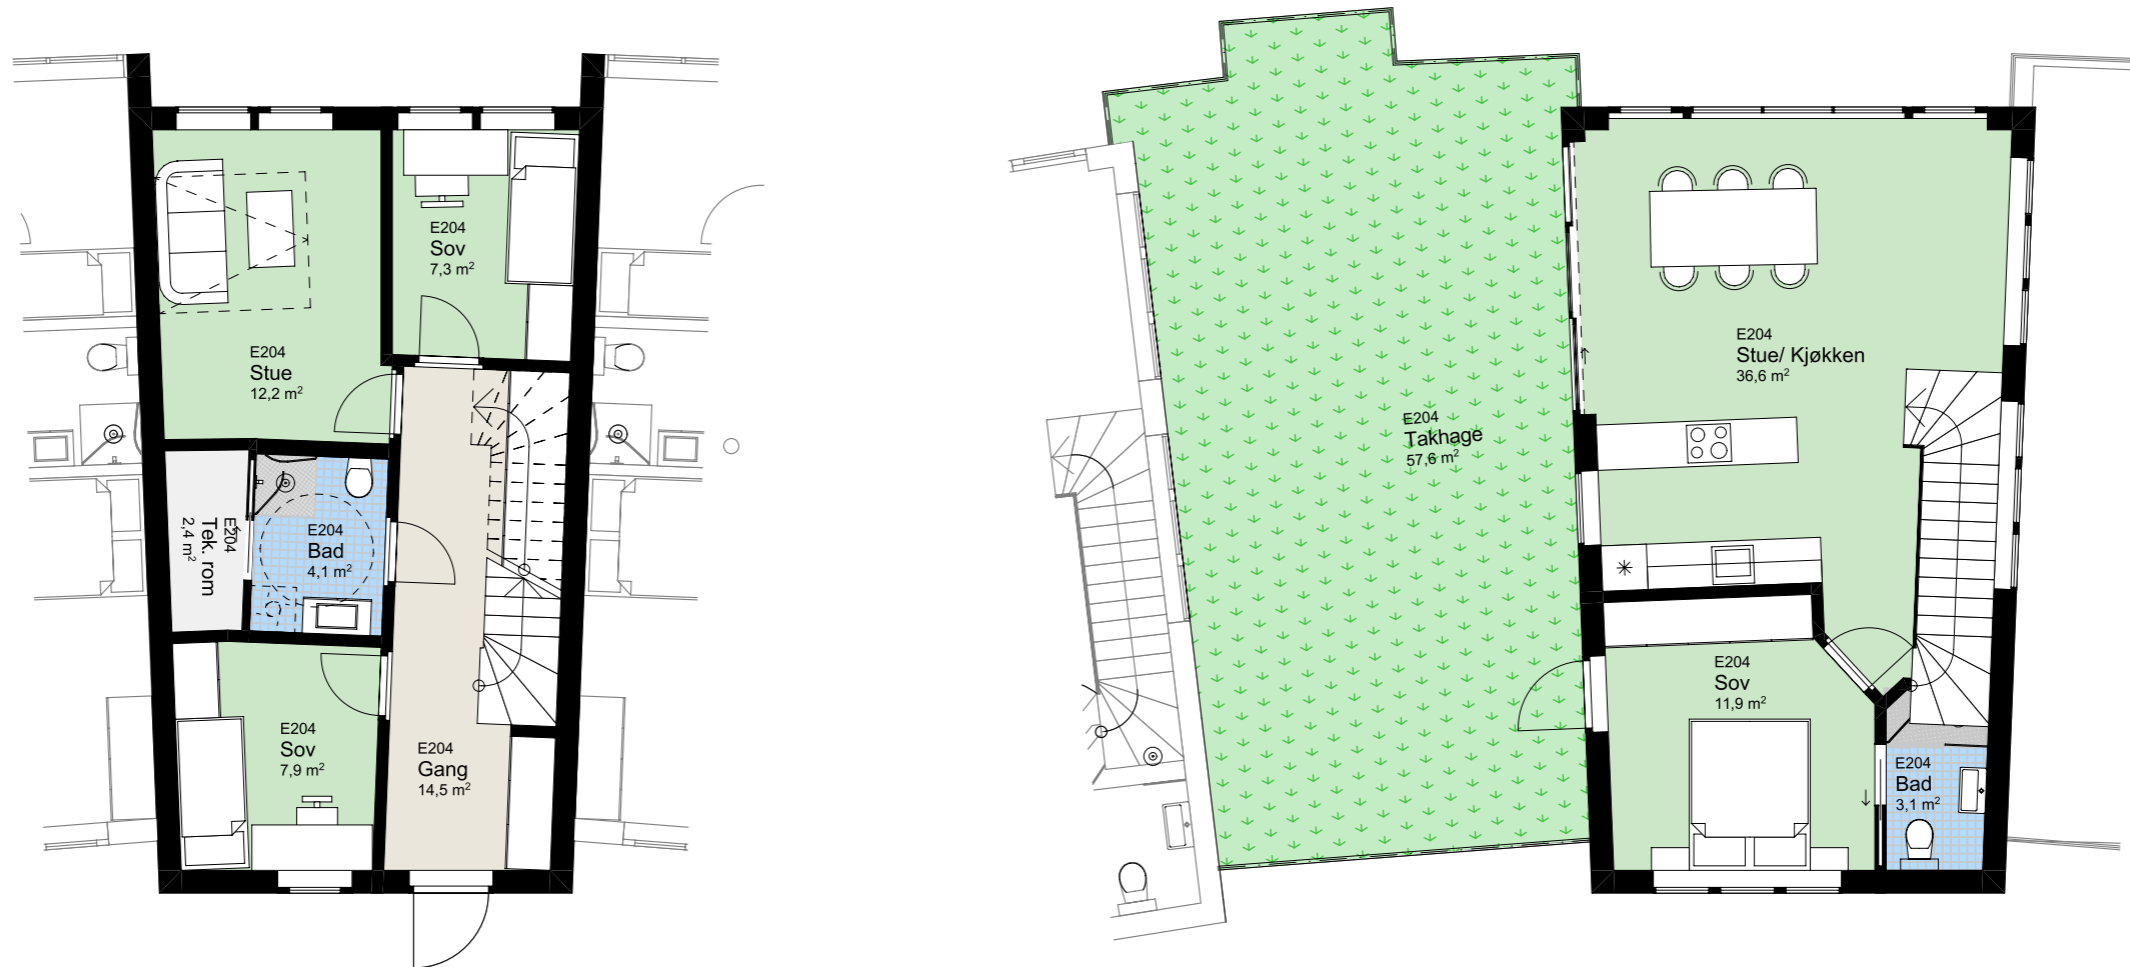 E204
Sov
7,3 m²
E204
Stue
12,2 m²
E204
Tek. rom
2,4 m²
E204
Bad
4,1 m²
E204
Sov
7,9 m²
E204
Gang
14,5 m²
E204
Takhage
57,6 m²
E204
Stue/ Kjøkken
36,6 m²
E204
Sov
11,9 m²
E204
Bad
3,1 m²